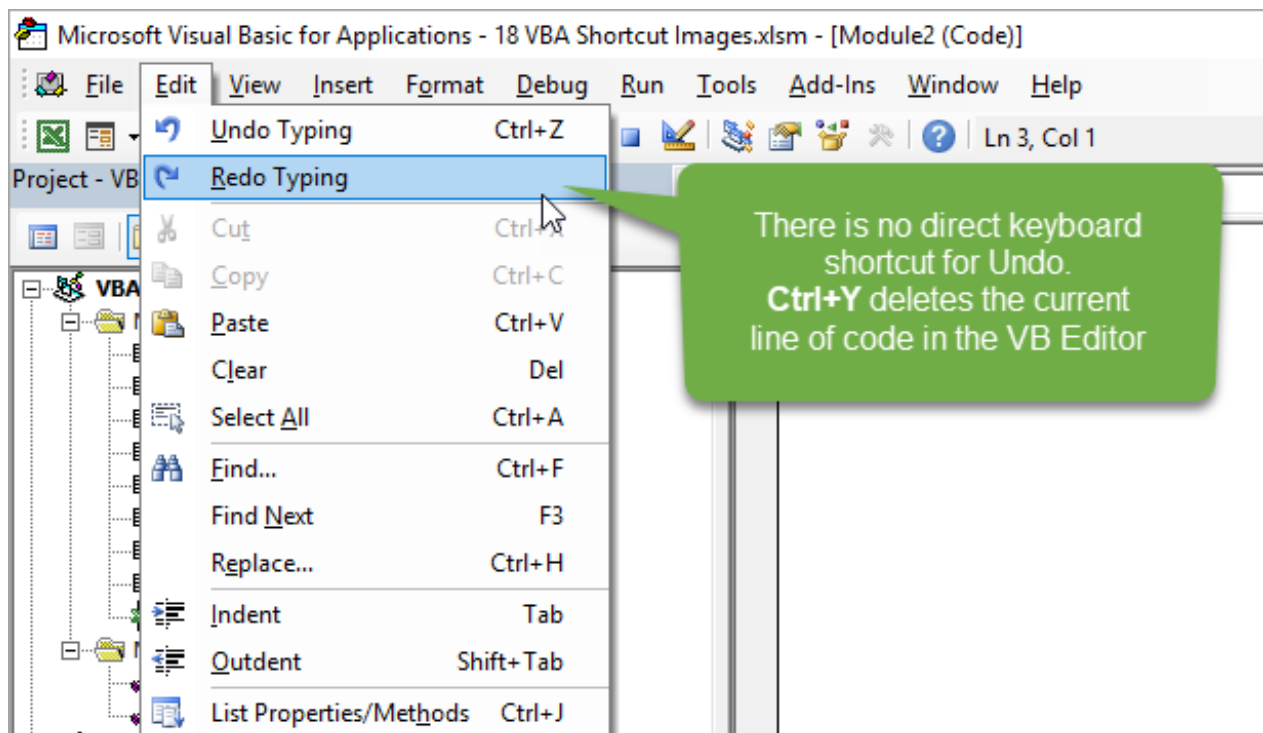 Microsoft Visual Basic for Applications - 18 VBA Shortcut Images.xlsm - [Module2 (Code)]
File Edit View Insert Format Debug Run Tools Add-Ins Window Help
Ln 3, Col 1
Project - VB
Undo Typing Ctrl+Z
Redo Typing
Cut Ctrl+X
Copy Ctrl+C
Paste Ctrl+V
Clear Del
Select All Ctrl+A
Find... Ctrl+F
Find Next F3
Replace... Ctrl+H
Indent Tab
Outdent Shift+Tab
List Properties/Methods Ctrl+J
VBA
There is no direct keyboard
shortcut for Undo.
Ctrl+Y deletes the current
line of code in the VB Editor